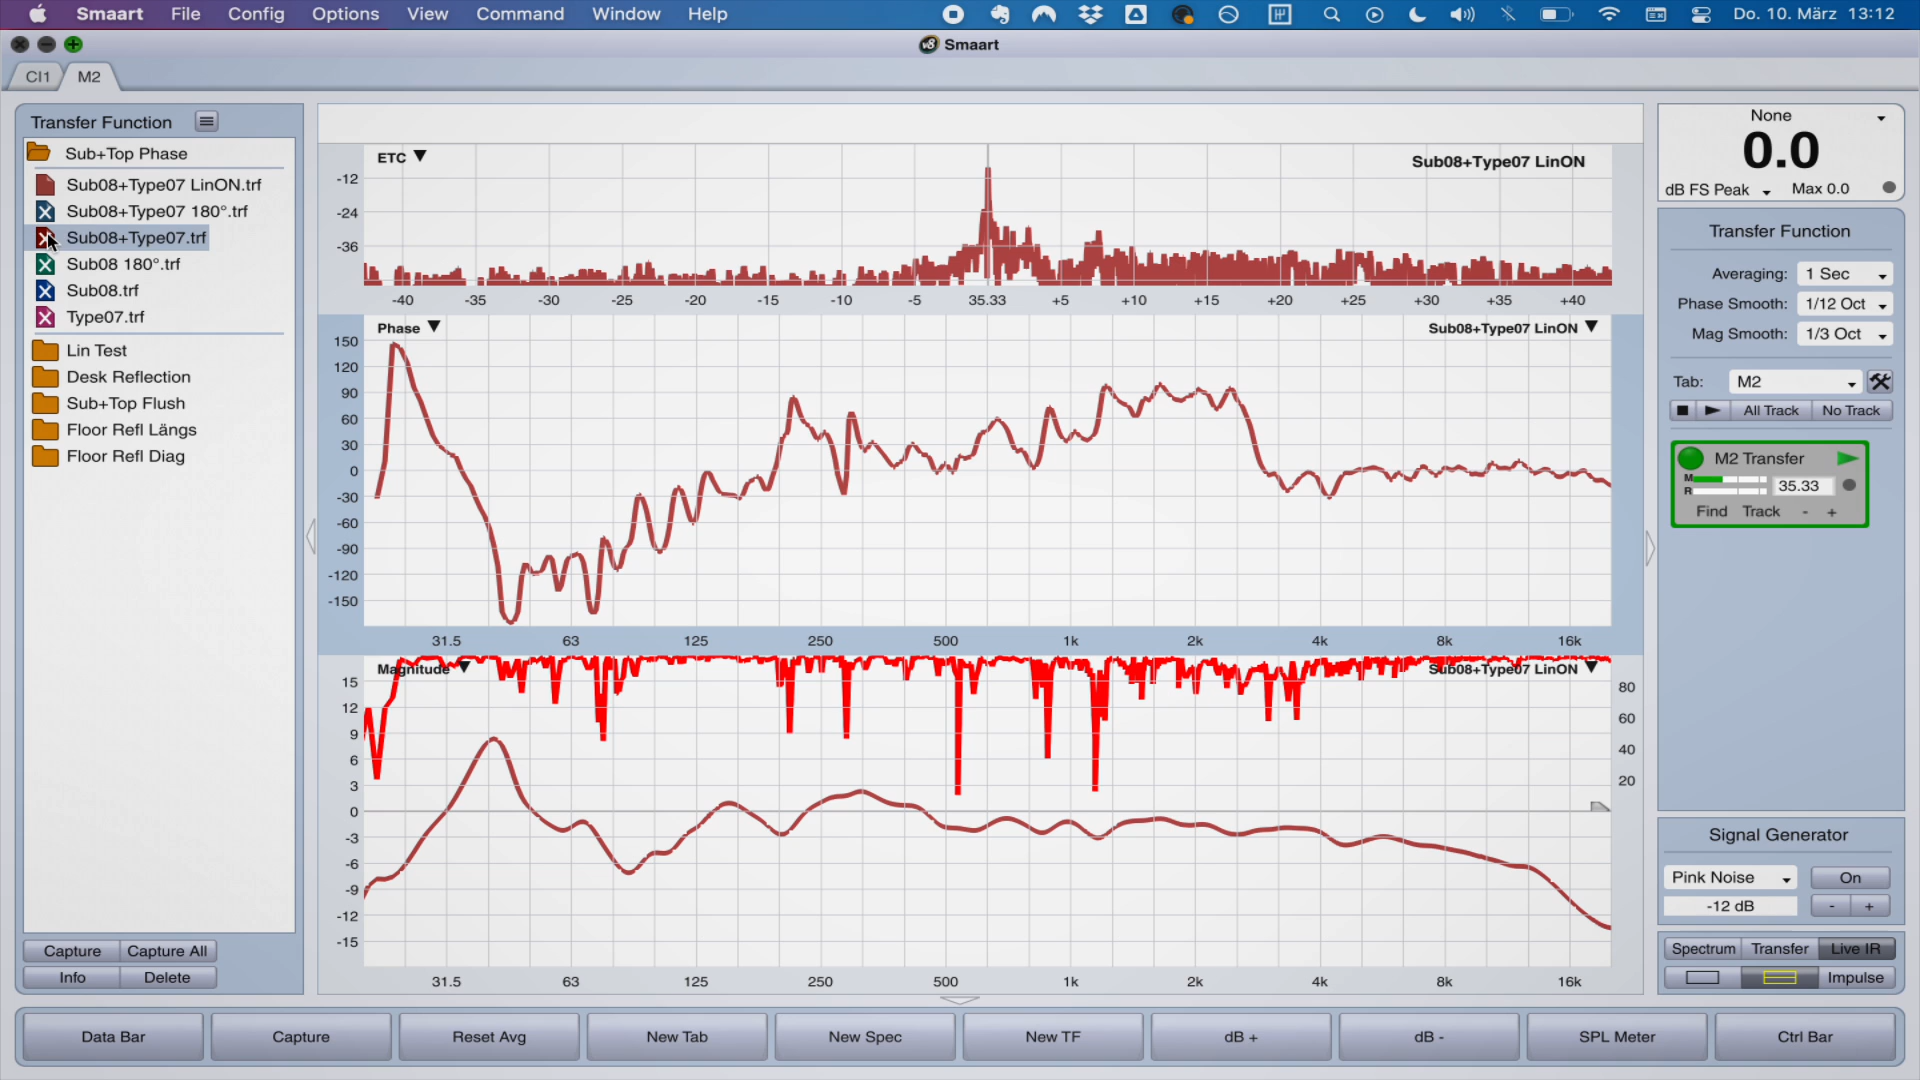 Smaart File Config Options View Command Window Help Do. 10. März 13:12
v8 Smaart
CI1 M2
Transfer Function
Sub+Top Phase
Sub08+Type07 LinON.trf
Sub08+Type07 180°.trf
Sub08+Type07.trf
Sub08 180°.trf
Sub08.trf
Type07.trf
Lin Test
Desk Reflection
Sub+Top Flush
Floor Refl Längs
Floor Refl Diag
Capture Capture All
Info Delete
ETC Sub08+Type07 LinON
-12
-24
-36
-40 -35 -30 -25 -20 -15 -10 -5 35.33 +5 +10 +15 +20 +25 +30 +35 +40
Phase Sub08+Type07 LinON
150
120
90
60
30
0
-30
-60
-90
-120
-150
31.5 63 125 250 500 1k 2k 4k 8k 16k
Magnitude Sub08+Type07 LinON
15 80
12 60
9 40
6 20
3
0
-3
-6
-9
-12
-15
31.5 63 125 250 500 1k 2k 4k 8k 16k
None
0.0
dB FS Peak Max 0.0
Transfer Function
Averaging: 1 Sec
Phase Smooth: 1/12 Oct
Mag Smooth: 1/3 Oct
Tab: M2
All Track No Track
M2 Transfer
M
R 35.33
Find Track - +
Signal Generator
Pink Noise On
-12 dB - +
Spectrum Transfer Live IR
Impulse
Data Bar Capture Reset Avg New Tab New Spec New TF dB + dB - SPL Meter Ctrl Bar